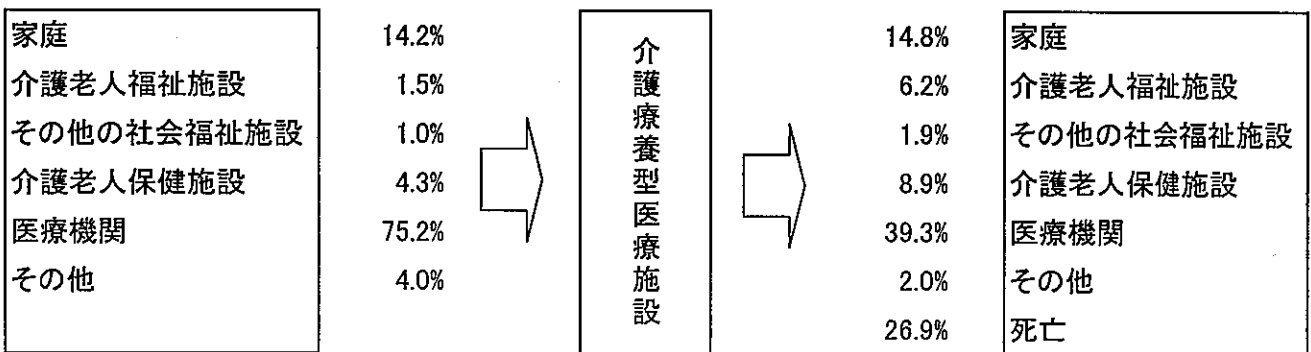 家庭 14.2%
介護老人福祉施設 1.5%
その他の社会福祉施設 1.0%
介護老人保健施設 4.3%
医療機関 75.2%
その他 4.0%
介護療養型医療施設
14.8% 家庭
6.2% 介護老人福祉施設
1.9% その他の社会福祉施設
8.9% 介護老人保健施設
39.3% 医療機関
2.0% その他
26.9% 死亡